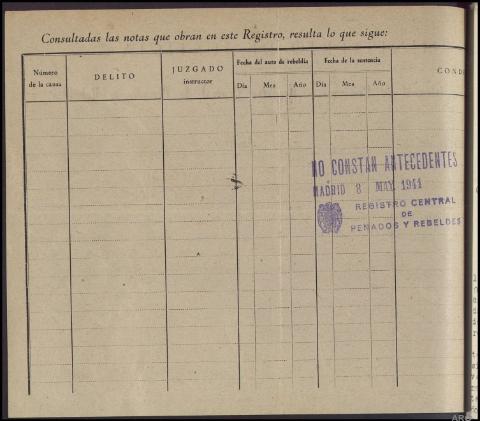 Consultadas las notas que obran en este Registro, resulta lo que sigue:
Número
de la causa
DELITO
JUZGADO
instructor
Fecha del auto de rebeldía
Día Mes Año
Fecha de la sentencia
Día Mes Año
COND
NO CONSTAN ANTECEDENTES
MADRID 8 MAY. 1941
REGISTRO CENTRAL
DE
PENADOS Y REBELDES